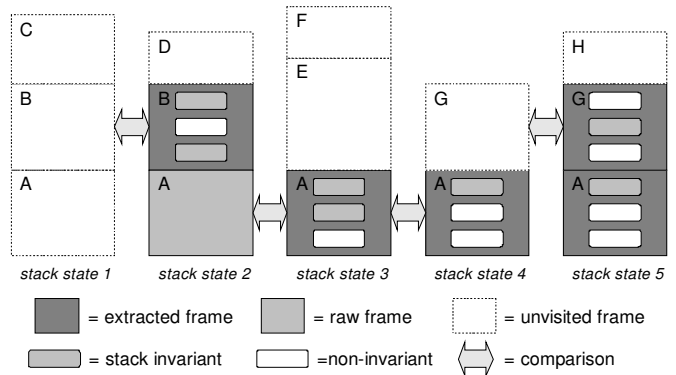 C
B
A
D
B
A
F
E
A
G
A
H
G
A
stack state 1
stack state 2
stack state 3
stack state 4
stack state 5
= extracted frame
= raw frame
= unvisited frame
= stack invariant
=non-invariant
= comparison